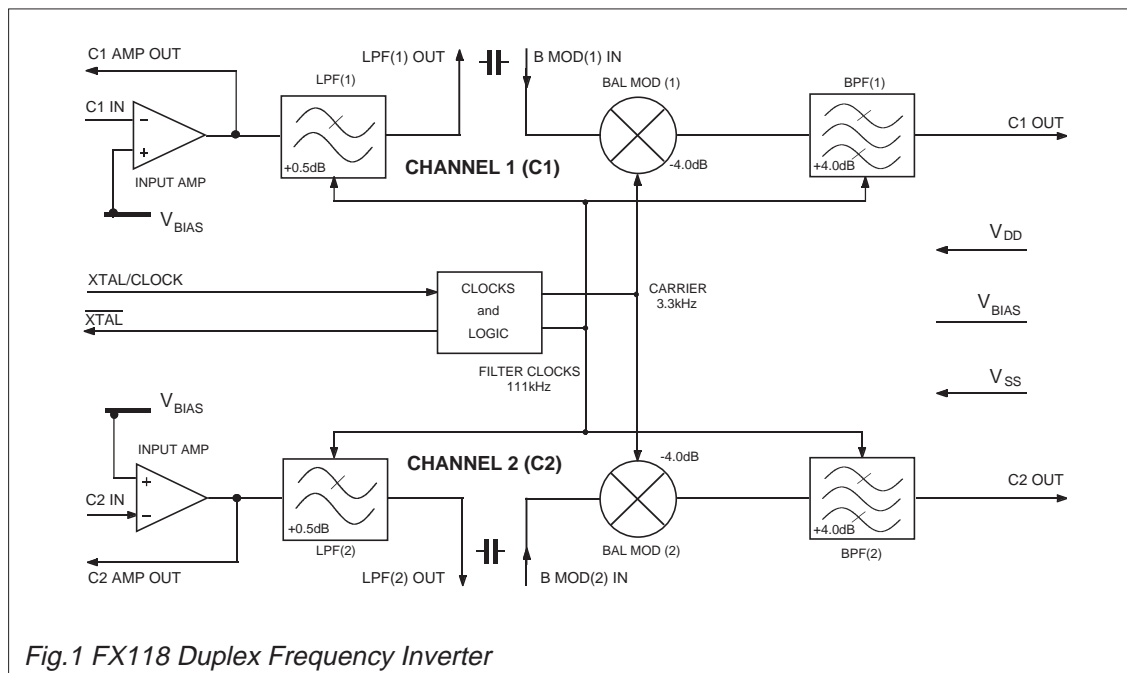 C1 AMP OUT
LPF(1) OUT
B MOD(1) IN
LPF(1)
BAL MOD (1)
BPF(1)
C1 IN
C1 OUT
+0.5dB
-4.0dB
+4.0dB
CHANNEL 1 (C1)
INPUT AMP
VBIAS
VDD
XTAL/CLOCK
CLOCKS
and
LOGIC
CARRIER
3.3kHz
XTAL
VBIAS
FILTER CLOCKS
111kHz
VSS
VBIAS
INPUT AMP
CHANNEL 2 (C2)
-4.0dB
C2 IN
C2 OUT
+0.5dB
+4.0dB
LPF(2)
BAL MOD (2)
BPF(2)
C2 AMP OUT
LPF(2) OUT
B MOD(2) IN
Fig.1 FX118 Duplex Frequency Inverter